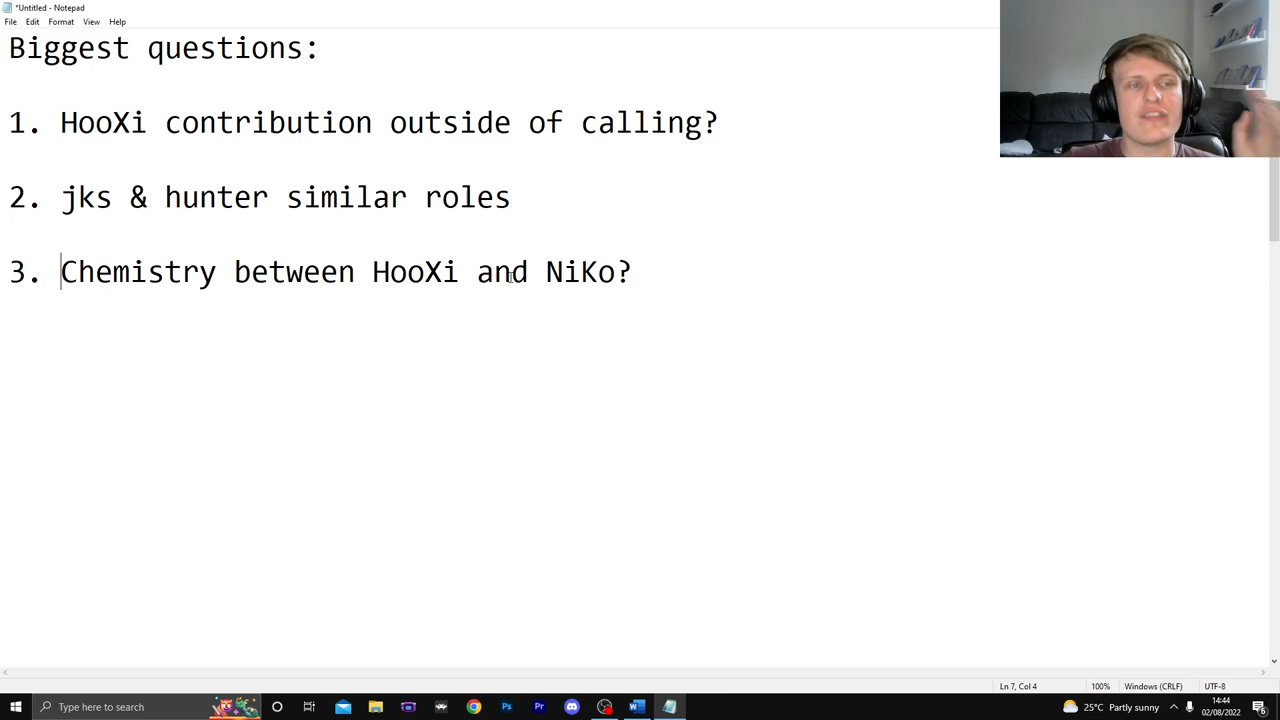 *Untitled - Notepad
File Edit Format View Help
Biggest questions:
1. HooXi contribution outside of calling?
2. jks & hunter similar roles
3. Chemistry between HooXi and NiKo?
Ln 7, Col 4 100% Windows (CRLF) UTF-8
Type here to search
25°C Partly sunny
14:44
02/08/2022